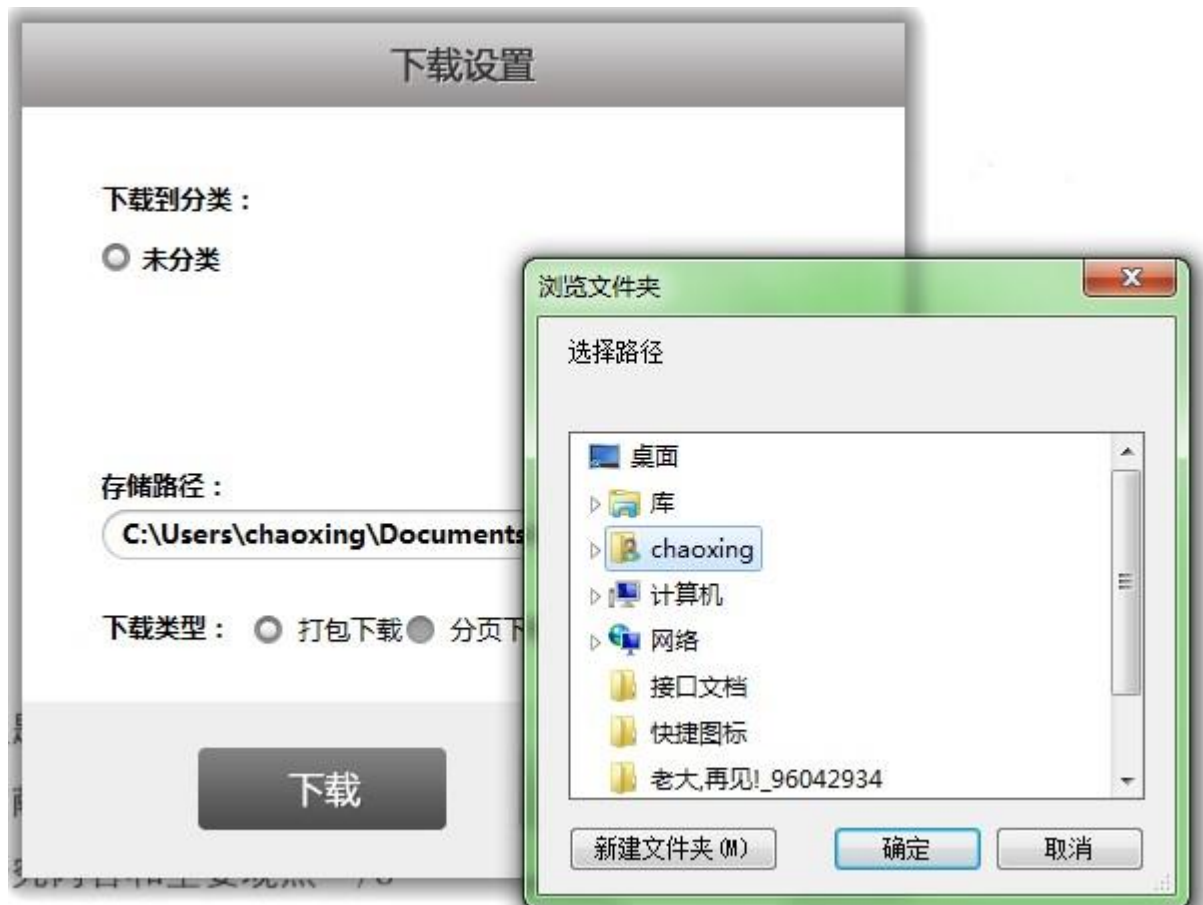 下载设置
下载到分类：
未分类
存储路径：
C:\Users\chaoxing\Documents
下载类型： 打包下载 分页下
下载
浏览文件夹
选择路径
桌面
库
chaoxing
计算机
网络
接口文档
快捷图标
老大,再见!_96042934
新建文件夹(M) 确定 取消